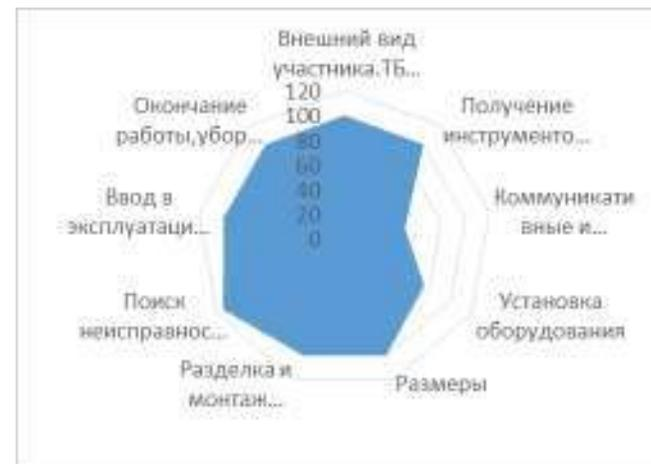 Внешний вид
участника.ТБ...
Получение
инструменто...
Коммуникати
вные и...
Установка
оборудования
Размеры
Разделка и
монтаж...
Поиск
неисправнос...
Ввод в
эксплуатаци...
Окончание
работы,убор...
120
100
80
60
40
20
0